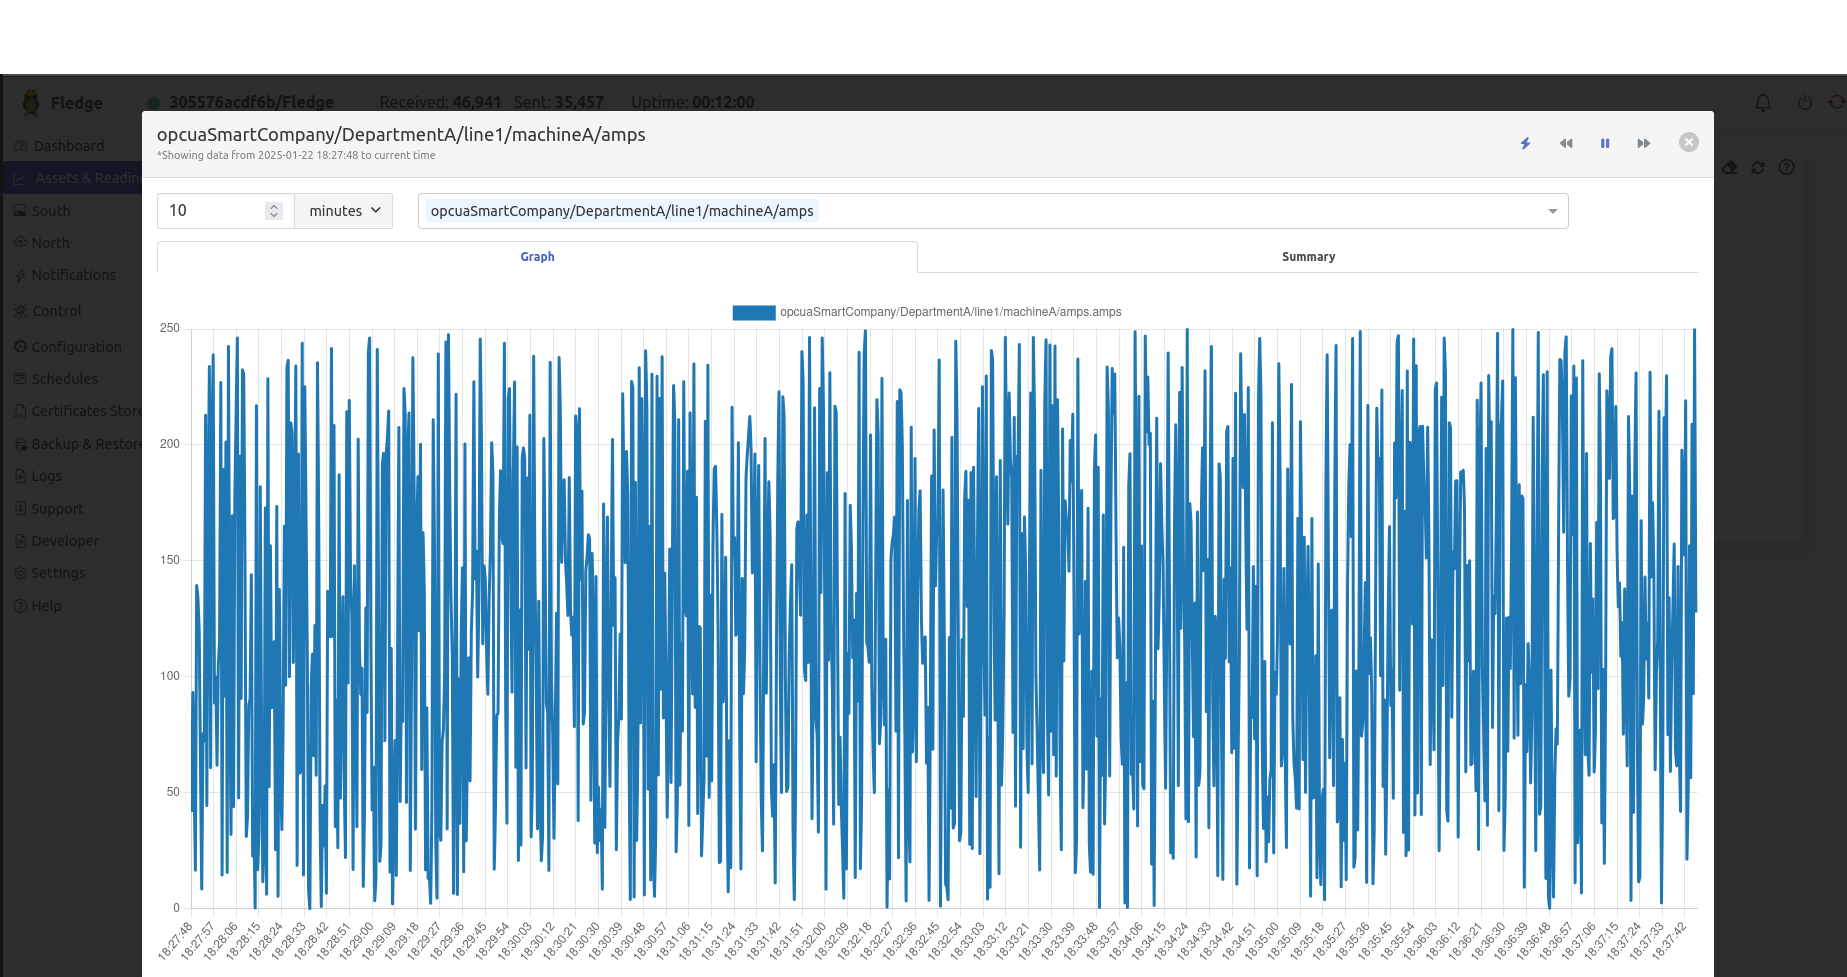 Fledge
305576acdf6b/Fledge Received: 46,941 Sent: 35,457 Uptime: 00:12:00
opcuaSmartCompany/DepartmentA/line1/machineA/amps
*Showing data from 2025-01-22 18:27:48 to current time
Dashboard
Assets & Readin
South
North
Notifications
Control
Configuration
Schedules
Certificates Store
Backup & Restor
Logs
Support
Developer
Settings
Help
10 minutes opcuaSmartCompany/DepartmentA/line1/machineA/amps
Graph Summary
opcuaSmartCompany/DepartmentA/line1/machineA/amps.amps
250
200
150
100
50
0
18:27:48 18:27:57 18:28:06 18:28:15 18:28:24 18:28:33 18:28:42 18:28:51 18:29:00 18:29:09 18:29:18 18:29:27 18:29:36 18:29:45 18:29:54 18:30:03 18:30:12 18:30:21 18:30:30 18:30:39 18:30:48 18:30:57 18:31:06 18:31:15 18:31:24 18:31:33 18:31:42 18:31:51 18:32:00 18:32:09 18:32:18 18:32:27 18:32:36 18:32:45 18:32:54 18:33:03 18:33:12 18:33:21 18:33:30 18:33:39 18:33:48 18:33:57 18:34:06 18:34:15 18:34:24 18:34:33 18:34:42 18:34:51 18:35:00 18:35:09 18:35:18 18:35:27 18:35:36 18:35:45 18:35:54 18:36:03 18:36:12 18:36:21 18:36:30 18:36:39 18:36:48 18:36:57 18:37:06 18:37:15 18:37:24 18:37:33 18:37:42